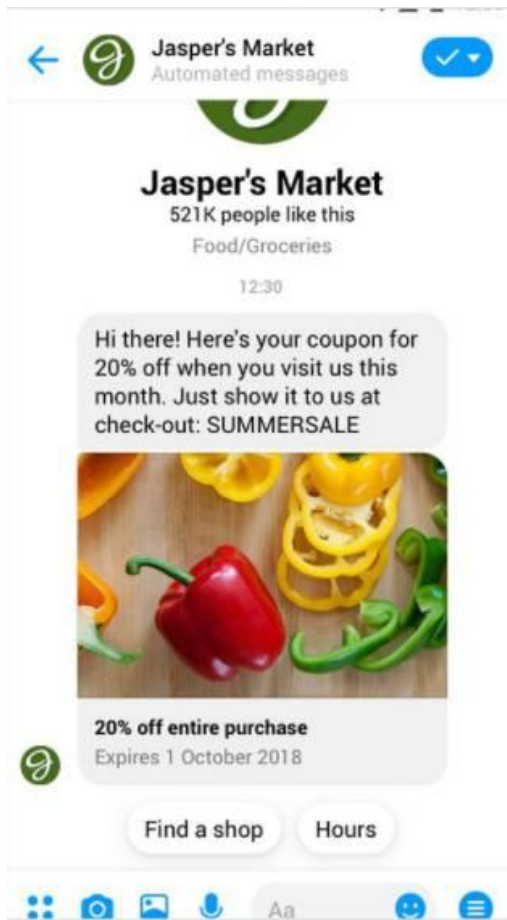 Jasper's Market
Automated messages
Jasper's Market
521K people like this
Food/Groceries
12:30
Hi there! Here's your coupon for
20% off when you visit us this
month. Just show it to us at
check-out: SUMMERSALE
20% off entire purchase
Expires 1 October 2018
Find a shop
Hours
Aa